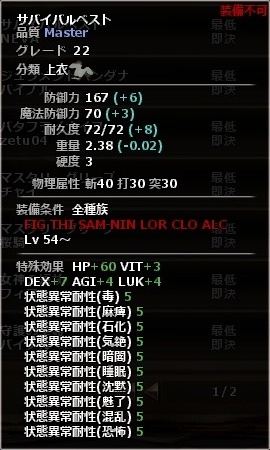 装備不可
サバイバルベスト
品質 Master
グレード 22
分類 上衣
防御力 167 (+6)
魔法防御力 70 (+3)
耐久度 72/72 (+8)
重量 2.38 (-0.02)
硬度 3
物理属性 斬40 打30 突30
装備条件 全種族
FIG THI SAM-NIN LOR CLO ALC
Lv 54～
特殊効果 HP+60 VIT+3
DEX+7 AGI+4 LUK+4
状態異常耐性(毒) 5
状態異常耐性(麻痺) 5
状態異常耐性(石化) 5
状態異常耐性(気絶) 5
状態異常耐性(暗闇) 5
状態異常耐性(睡眠) 5
状態異常耐性(沈黙) 5
状態異常耐性(魅了) 5
状態異常耐性(混乱) 5
状態異常耐性(恐怖) 5
1/2